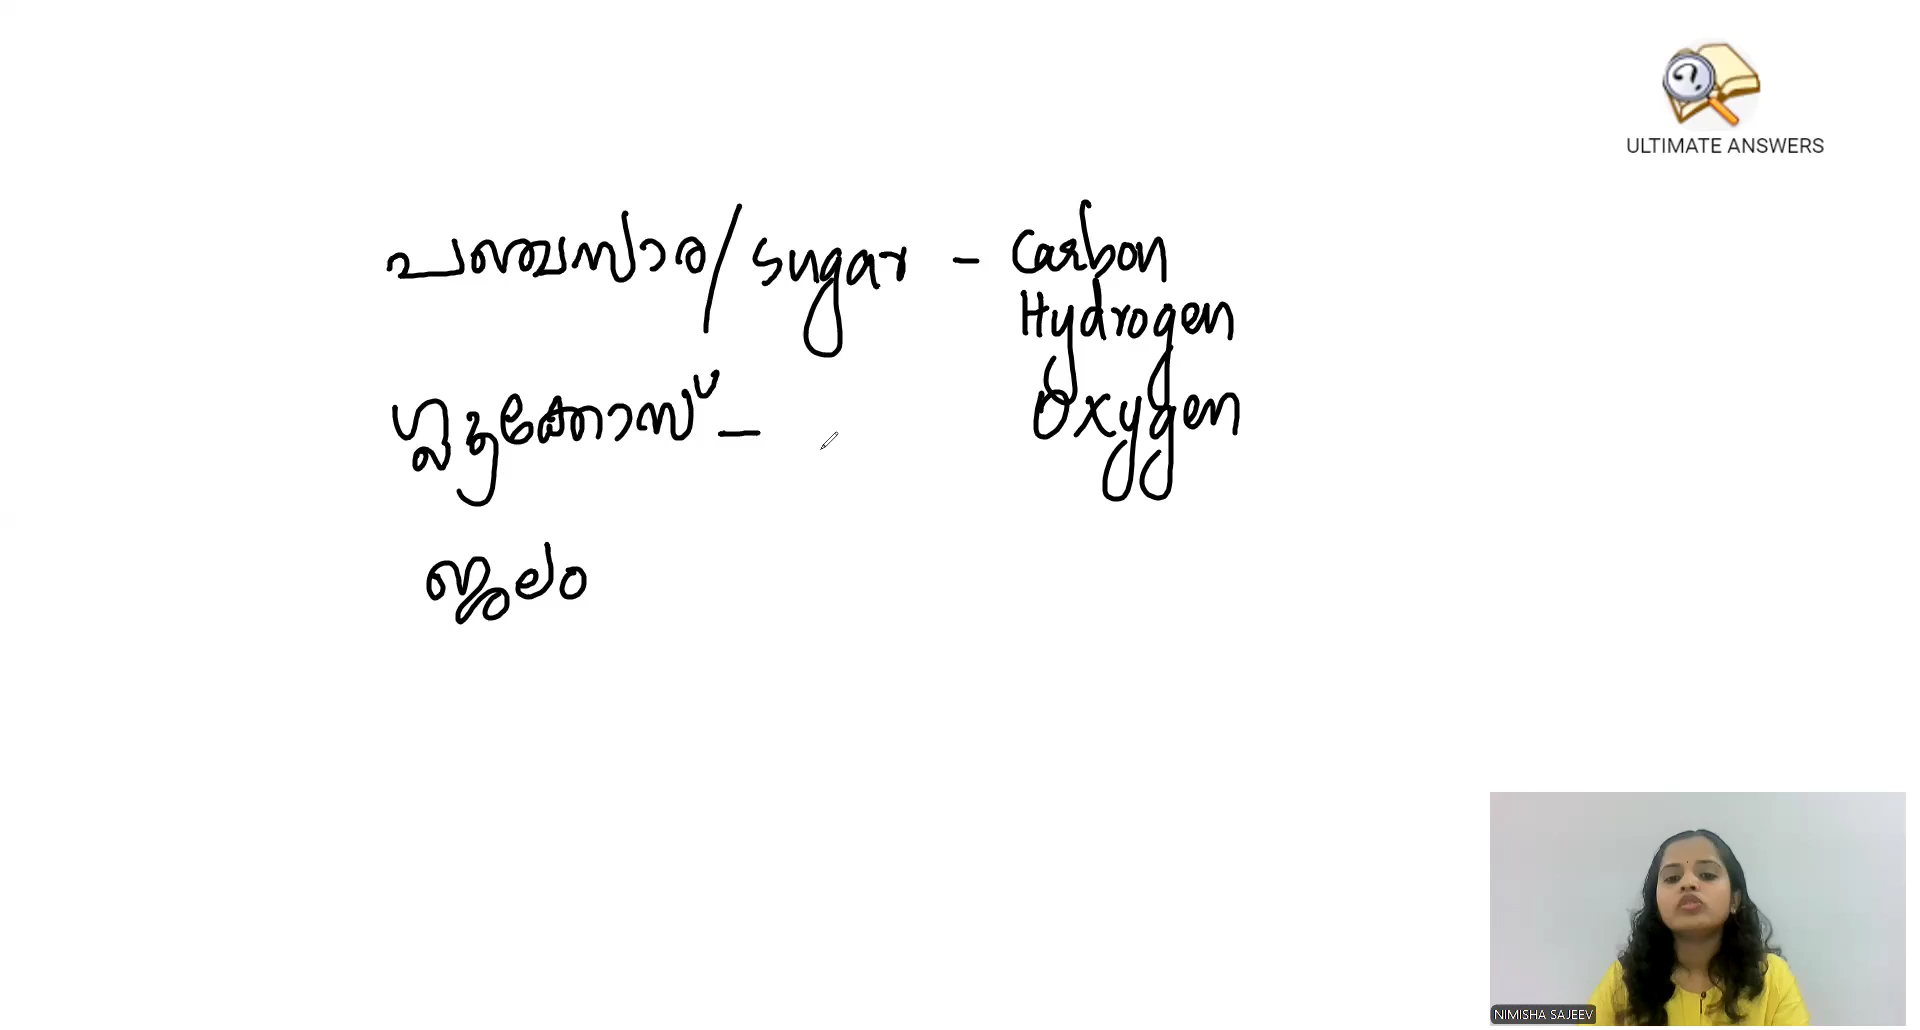 ULTIMATE ANSWERS
പഞ്ചസാര/Sugar - Carbon
Hydrogen
Oxygen
ഗ്ലൂക്കോസ് -
ജലം
NIMISHA SAJEEV